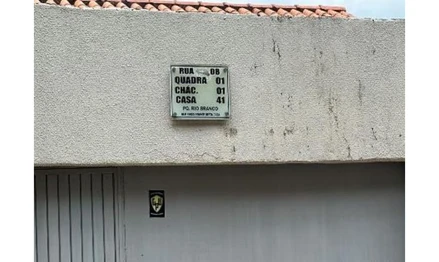 RUA 08
QUADRA 01
CHÁC. 01
CASA 41
PQ. RIO BRANCO